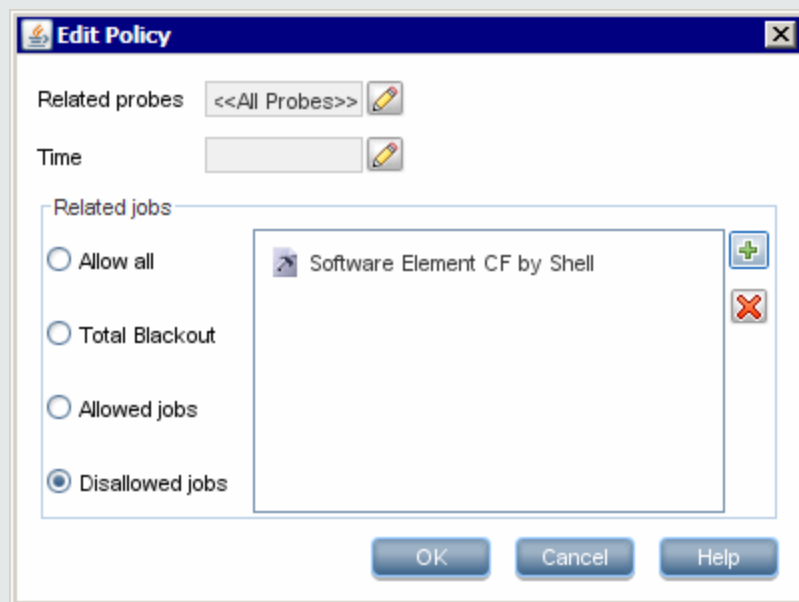 Edit Policy
Related probes <<All Probes>>
Time
Related jobs
Allow all
Software Element CF by Shell
Total Blackout
Allowed jobs
Disallowed jobs
OK Cancel Help